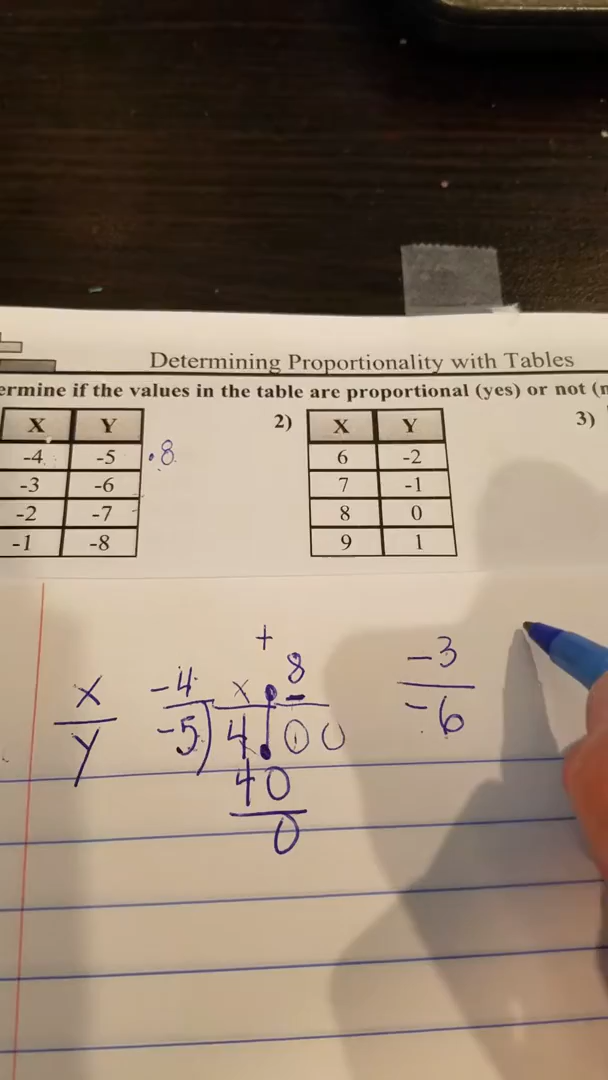 Determining Proportionality with Tables
ermine if the values in the table are proportional (yes) or not (n
X Y 2) X Y 3)
-4 -5 .8 6 -2
-3 -6 7 -1
-2 -7 8 0
-1 -8 9 1
+
X -4 x . 8 -3
Y -5 4.00 -6
40
0